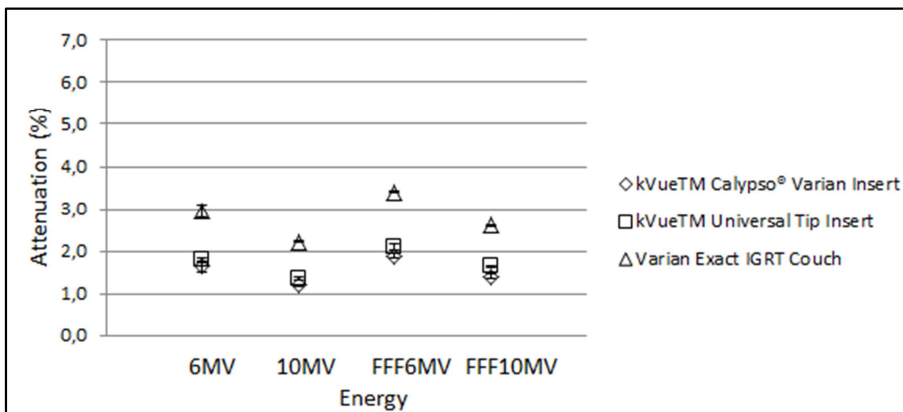 7,0
6,0
5,0
4,0
3,0
2,0
1,0
0,0
Attenuation (%)
6MV 10MV FFF6MV FFF10MV
Energy
kVueTM Calypso® Varian Insert
kVueTM Universal Tip Insert
Varian Exact IGRT Couch